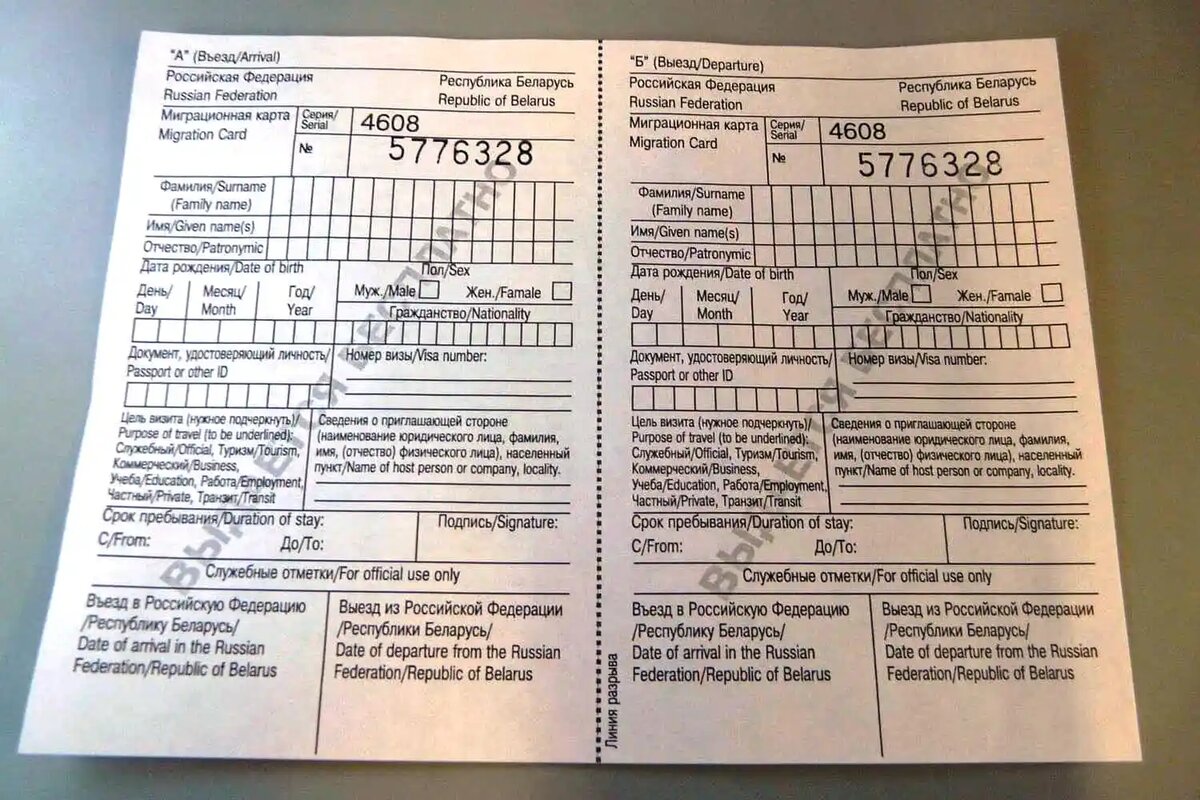 "А" (Въезд/Arrival)
Российская Федерация
Russian Federation
Республика Беларусь
Republic of Belarus
Миграционная карта
Migration Card
Серия/
Serial
4608
№
5776328
Фамилия/Surname
(Family name)
Имя/Given name(s)
Отчество/Patronymic
Дата рождения/Date of birth
Пол/Sex
День/
Day
Месяц/
Month
Год/
Year
Муж./Male
Жен./Famale
Гражданство/Nationality
Документ, удостоверяющий личность/
Passport or other ID
Номер визы/Visa number:
Цель визита (нужное подчеркнуть)/
Purpose of travel (to be underlined):
Служебный/Official, Туризм/Tourism,
Коммерческий/Business,
Учеба/Education, Работа/Employment,
Частный/Private, Транзит/Transit
Сведения о приглашающей стороне
(наименование юридического лица, фамилия,
имя, (отчество) физического лица), населенный
пункт/Name of host person or company, locality.
Срок пребывания/Duration of stay:
С/From:
До/To:
Подпись/Signature:
Служебные отметки/For official use only
Въезд в Российскую Федерацию
/Республику Беларусь/
Date of arrival in the Russian
Federation/Republic of Belarus
Выезд из Российской Федерации
/Республики Беларусь/
Date of departure from the Russian
Federation/Republic of Belarus
ВЫДАЕТСЯ БЕСПЛАТНО
Линия разрыва
"Б" (Выезд/Departure)
Российская Федерация
Russian Federation
Республика Беларусь
Republic of Belarus
Миграционная карта
Migration Card
Серия/
Serial
4608
№
5776328
Фамилия/Surname
(Family name)
Имя/Given name(s)
Отчество/Patronymic
Дата рождения/Date of birth
Пол/Sex
День/
Day
Месяц/
Month
Год/
Year
Муж./Male
Жен./Famale
Гражданство/Nationality
Документ, удостоверяющий личность/
Passport or other ID
Номер визы/Visa number:
Цель визита (нужное подчеркнуть)/
Purpose of travel (to be underlined):
Служебный/Official, Туризм/Tourism,
Коммерческий/Business,
Учеба/Education, Работа/Employment,
Частный/Private, Транзит/Transit
Сведения о приглашающей стороне
(наименование юридического лица, фамилия,
имя, (отчество) физического лица), населенный
пункт/Name of host person or company, locality.
Срок пребывания/Duration of stay:
С/From:
До/To:
Подпись/Signature:
Служебные отметки/For official use only
Въезд в Российскую Федерацию
/Республику Беларусь/
Date of arrival in the Russian
Federation/Republic of Belarus
Выезд из Российской Федерации
/Республики Беларусь/
Date of departure from the Russian
Federation/Republic of Belarus
ВЫДАЕТСЯ БЕСПЛАТНО